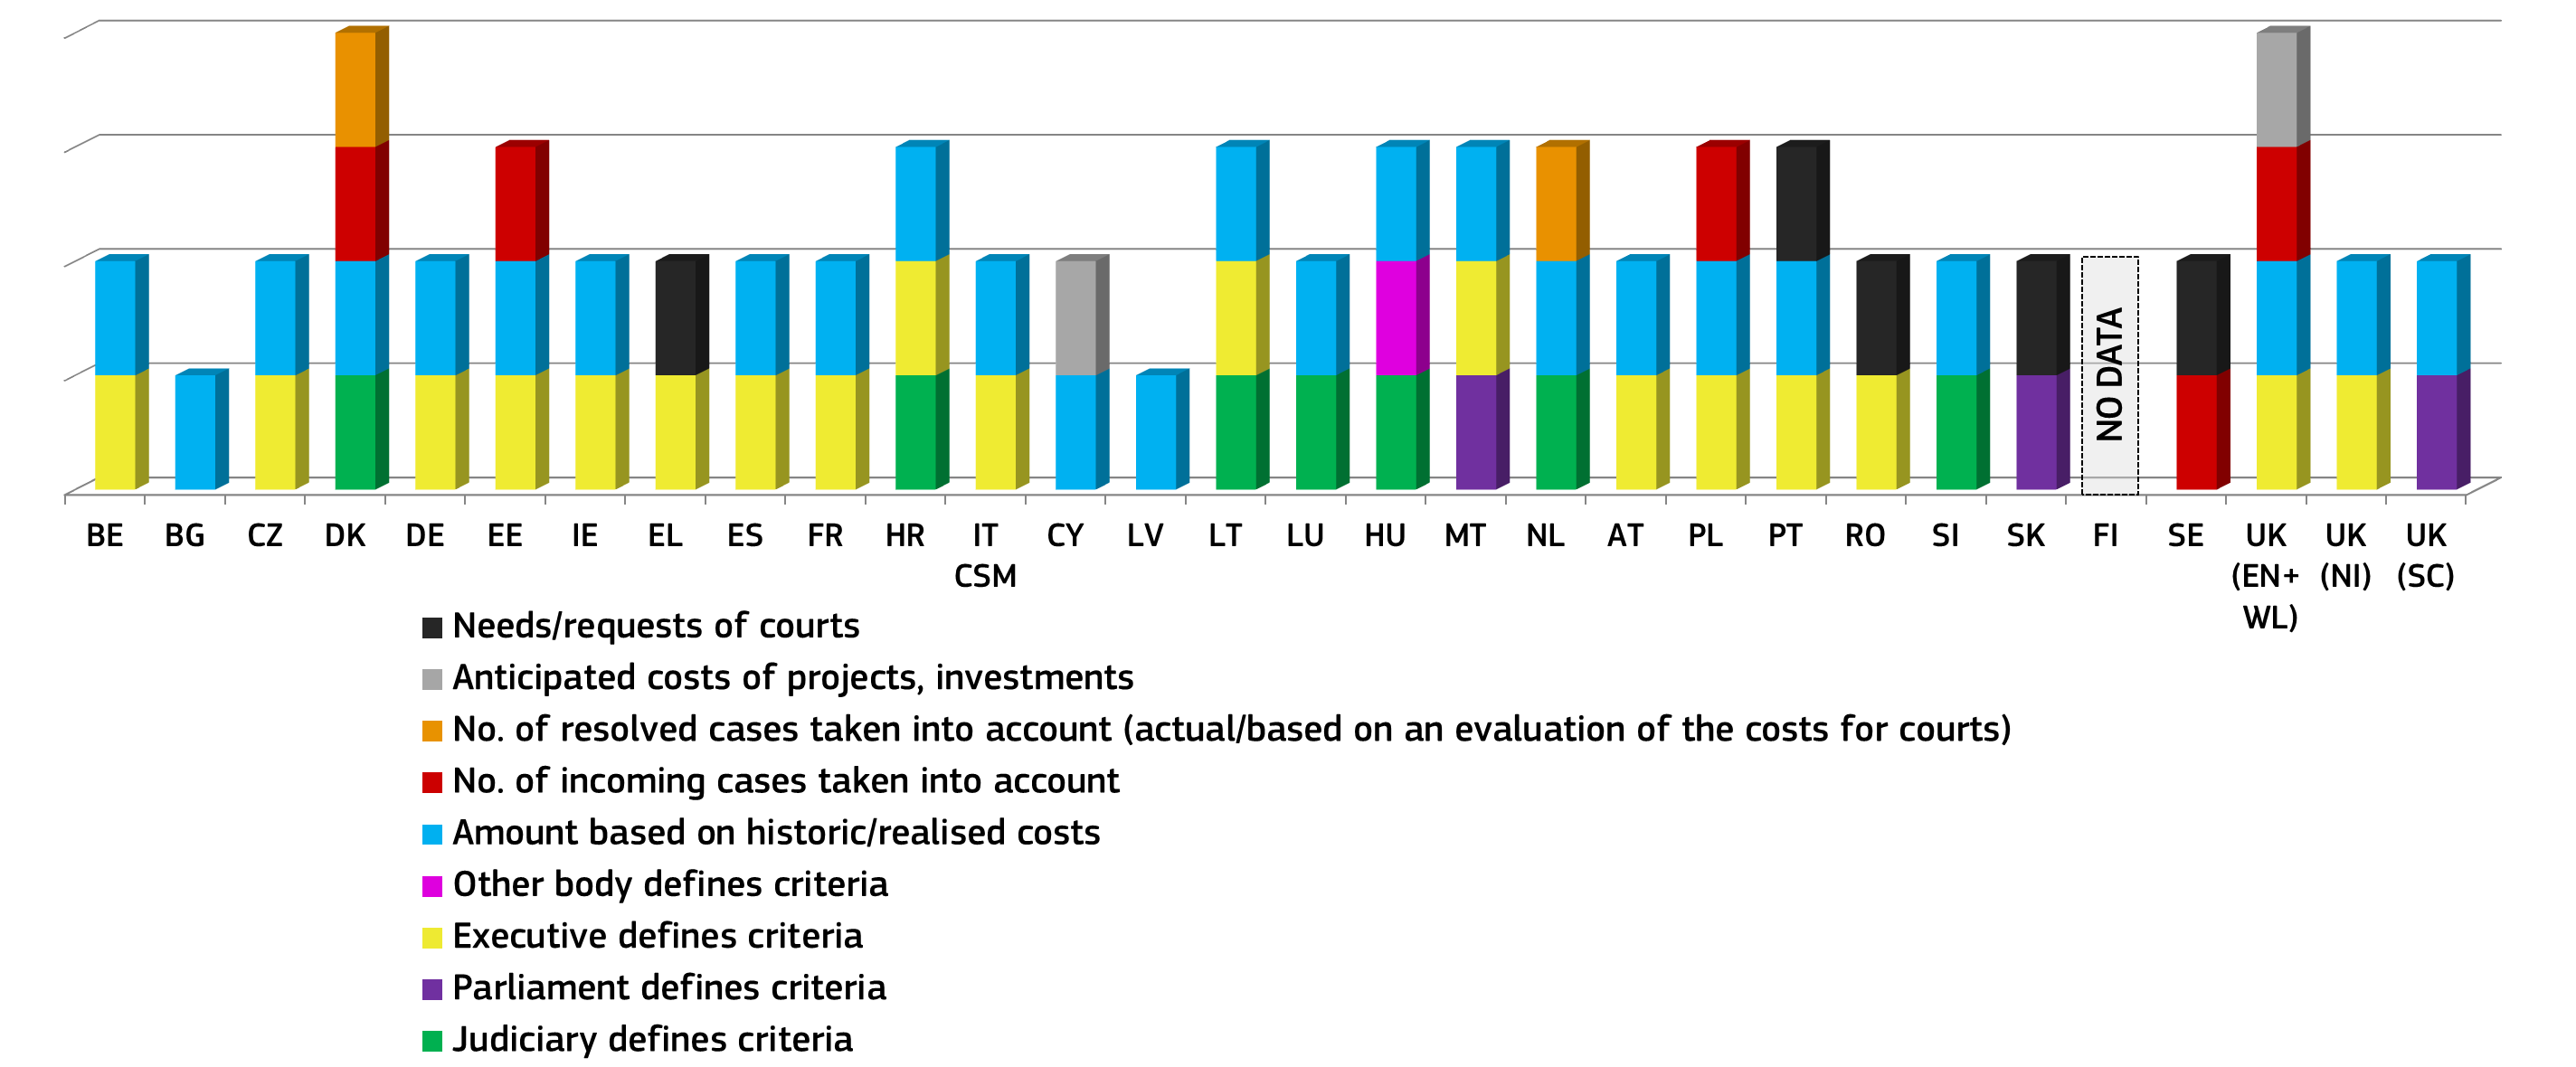 NO DATA
BE BG CZ DK DE EE IE EL ES FR HR IT CY LV LT LU HU MT NL AT PL PT RO SI SK FI SE UK UK UK
CSM (EN+ (NI) (SC)
WL)
Needs/requests of courts
Anticipated costs of projects, investments
No. of resolved cases taken into account (actual/based on an evaluation of the costs for courts)
No. of incoming cases taken into account
Amount based on historic/realised costs
Other body defines criteria
Executive defines criteria
Parliament defines criteria
Judiciary defines criteria